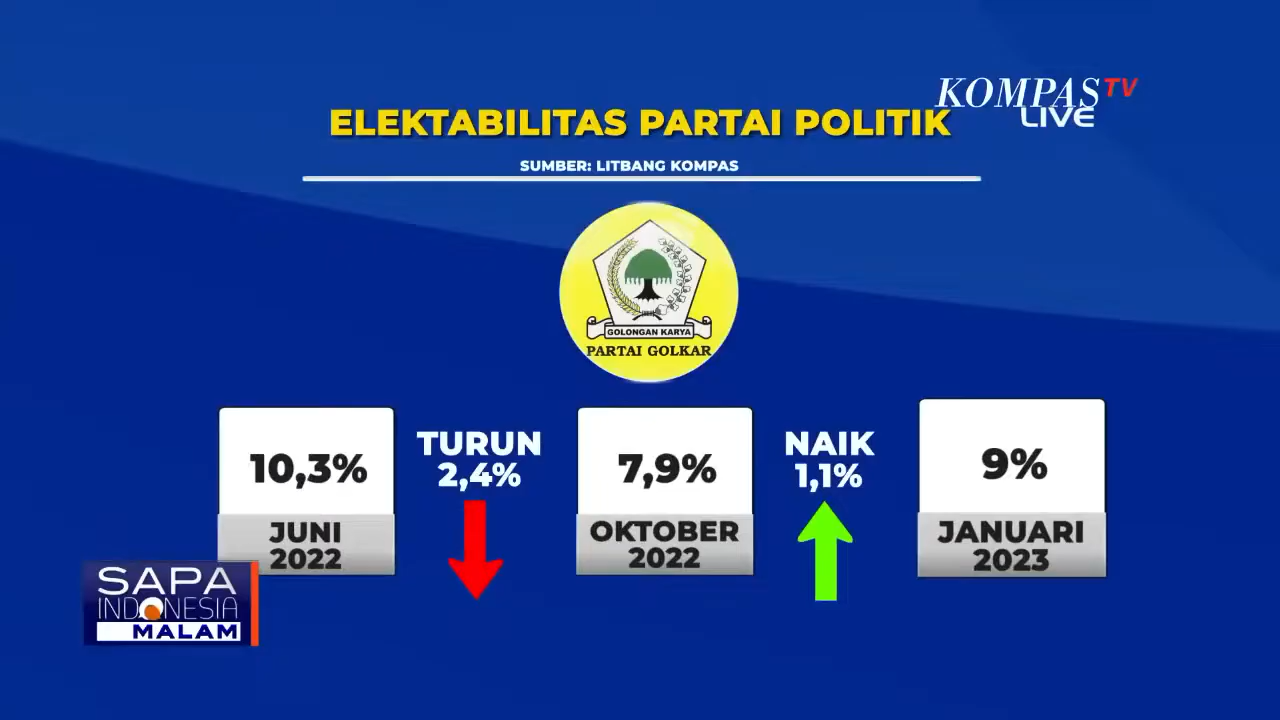 KOMPASTV
LIVE
ELEKTABILITAS PARTAI POLITIK
SUMBER: LITBANG KOMPAS
GOLONGAN KARYA
PARTAI GOLKAR
10,3%
JUNI
2022
TURUN
2,4%
7,9%
OKTOBER
2022
NAIK
1,1%
9%
JANUARI
2023
SAPA
INDONESIA
MALAM